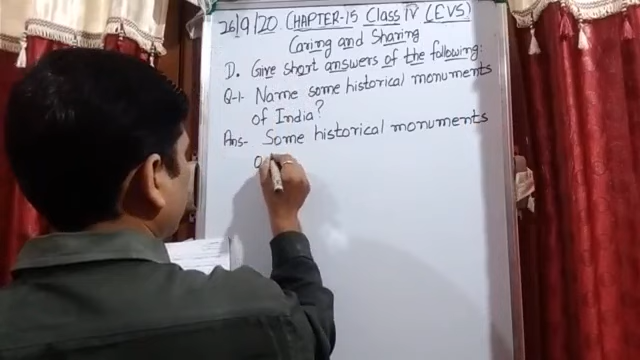 26/9/20. CHAPTER-15 Class IV (EVS)
Caring and Sharing
D. Give short answers of the following:
Q-1. Name some historical monuments
of India?
Ans- Some historical monuments